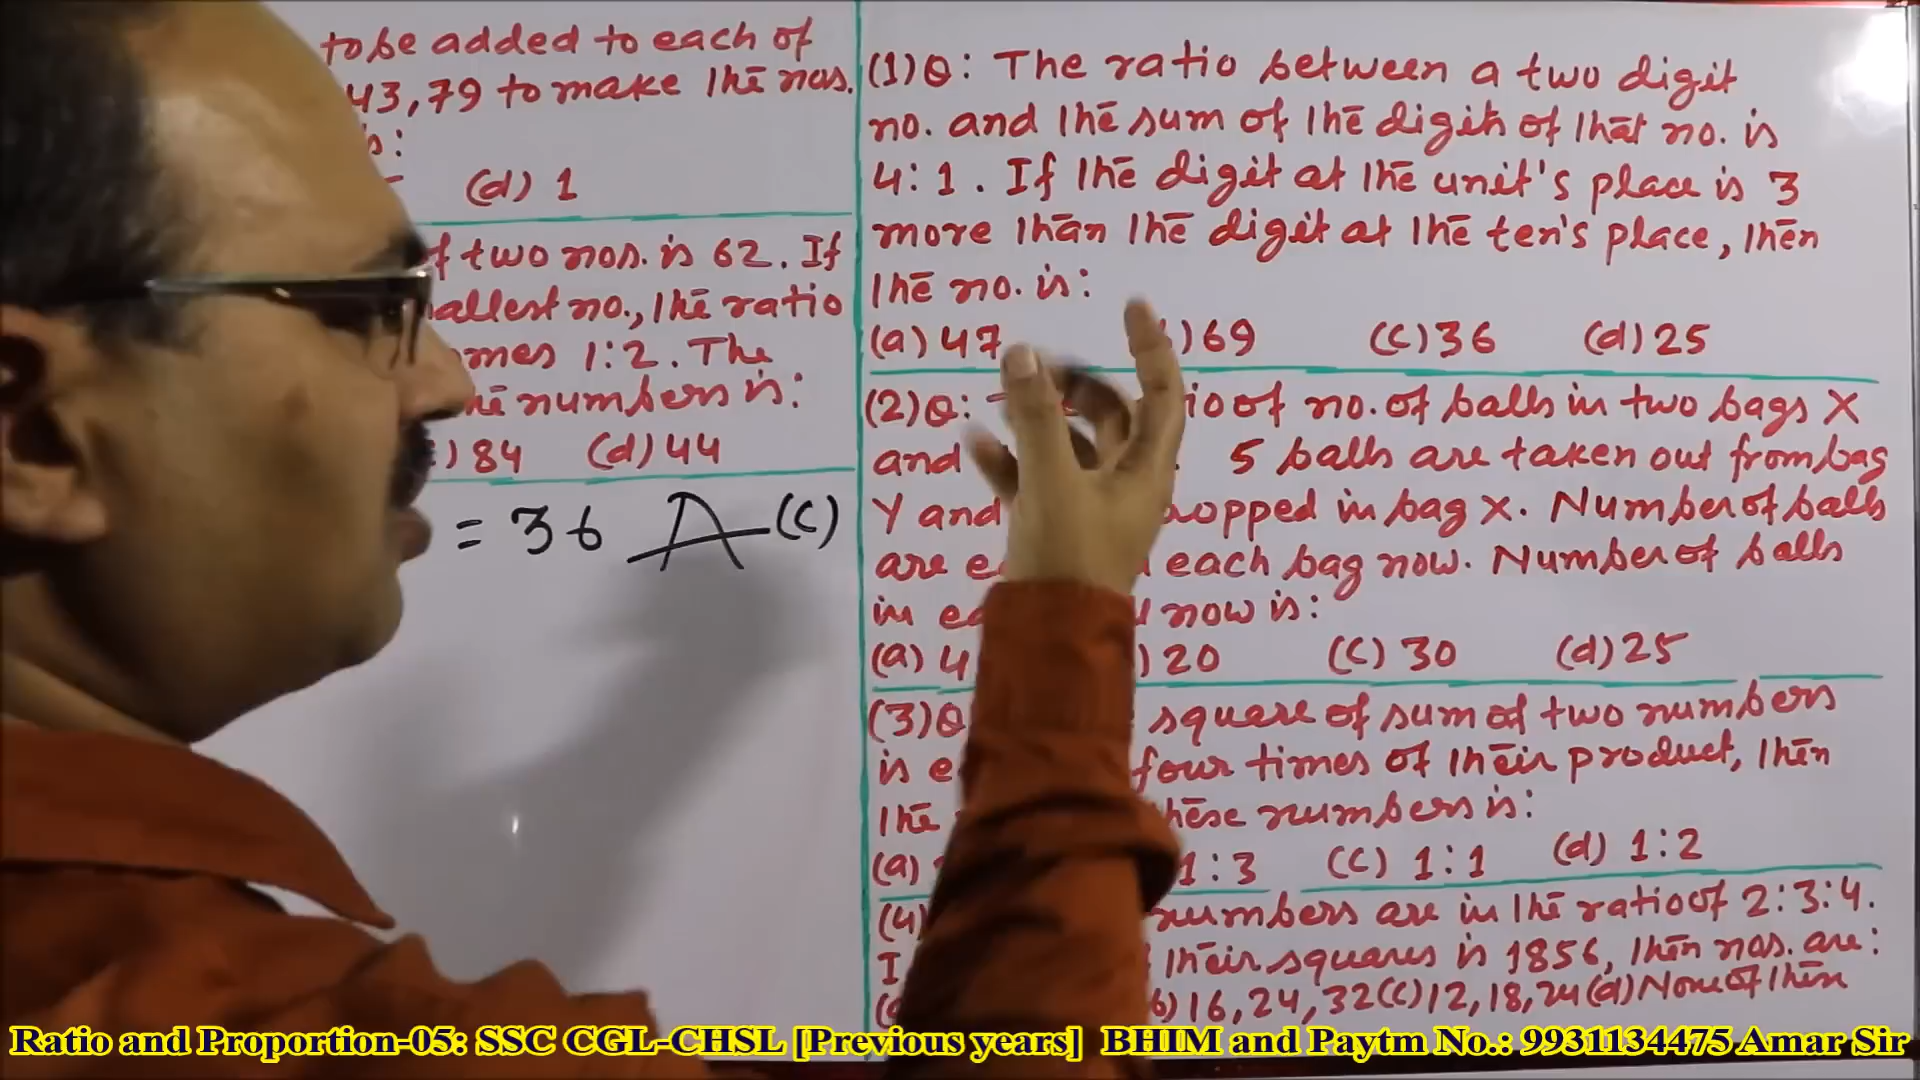 to be added to each of
43,79 to make the nos.
(d) 1
two nos. is 62. If
allest no., the ratio
mes 1:2. The
numbers is:
) 84 (d) 44
= 36 A (c)
(1)Q: The ratio between a two digit
no. and the sum of the digits of that no. is
4:1. If the digit at the unit's place is 3
more than the digit at the ten's place, then
the no. is:
(a) 47 )69 (c)36 (d)25
(2)Q: io of no. of balls in two bags X
and 5 balls are taken out from bag
Y and ropped in bag X. Number of balls
are each bag now. Number of balls
in now is:
(a) 4 )20 (c) 30 (d)25
(3)Q square of sum of two numbers
is four times of their product, then
the these numbers is:
(a) 1:3 (c) 1:1 (d) 1:2
(4) numbers are in the ratio of 2:3:4.
I their squares is 1856, then nos. are:
b)16,24,32(c)12,18,24(d)None of then
Ratio and Proportion-05: SSC CGL-CHSL [Previous years] BHIM and Paytm No.: 9931134475 Amar Sir